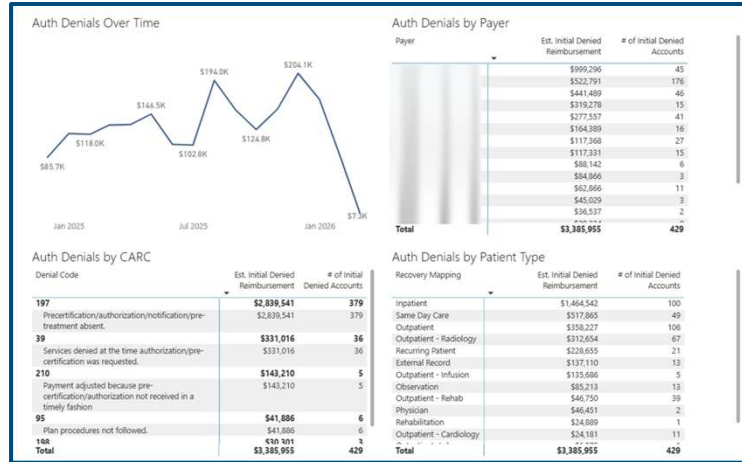 Auth Denials Over Time
$204.1K
$194.0K
$146.5K
$118.0K
$124.8K
$102.8K
$85.7K
$7.3K
Jan 2025 Jul 2025 Jan 2026
Auth Denials by Payer
Payer Est. Initial Denied Reimbursement # of Initial Denied Accounts
$999,296 45
$522,791 176
$441,489 46
$319,278 15
$277,557 41
$164,389 16
$117,368 27
$117,331 15
$88,142 6
$84,866 3
$62,866 11
$45,029 3
$36,537 2
Total $3,385,955 429
Auth Denials by CARC
Denial Code Est. Initial Denied Reimbursement # of Initial Denied Accounts
197 $2,839,541 379
Precertification/authorization/notification/pre- $2,839,541 379
treatment absent.
39 $331,016 36
Services denied at the time authorization/pre- $331,016 36
certification was requested.
210 $143,210 5
Payment adjusted because pre- $143,210 5
certification/authorization not received in a
timely fashion
95 $41,886 6
Plan procedures not followed. $41,886 6
198 $30,301 3
Total $3,385,955 429
Auth Denials by Patient Type
Recovery Mapping Est. Initial Denied Reimbursement # of Initial Denied Accounts
Inpatient $1,464,542 100
Same Day Care $517,865 49
Outpatient $358,227 106
Outpatient - Radiology $312,654 67
Recurring Patient $228,655 21
External Record $137,110 13
Outpatient - Infusion $135,686 5
Observation $85,213 13
Outpatient - Rehab $46,750 39
Physician $46,451 2
Rehabilitation $24,889 1
Outpatient - Cardiology $24,181 11
Total $3,385,955 429